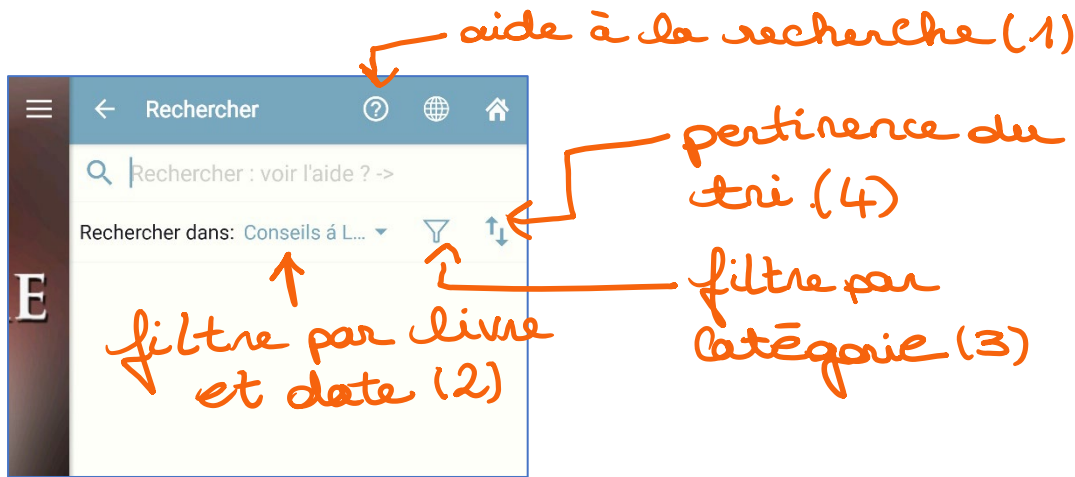 aide à la recherche (1)
Rechercher
pertinence du
tri (4)
Rechercher : voir l'aide ? ->
Rechercher dans: Conseils á L...
E
filtre par
catégorie (3)
filtre par livre
et date (2)